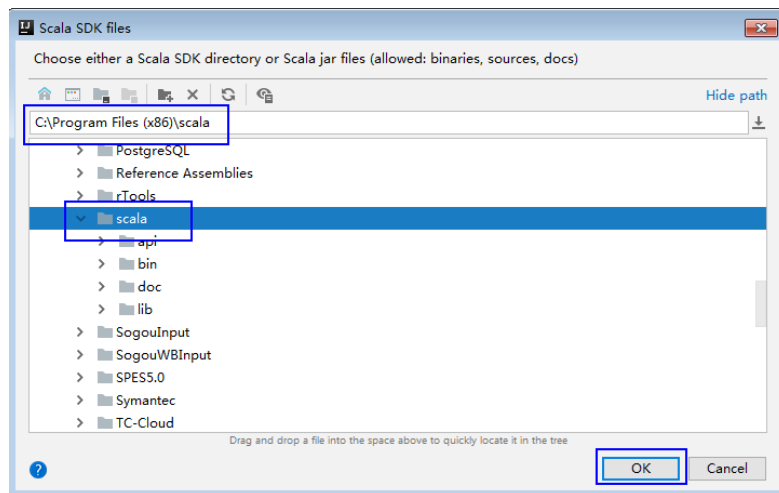 Scala SDK files
Choose either a Scala SDK directory or Scala jar files (allowed: binaries, sources, docs)
Hide path
C:\Program Files (x86)\scala
PostgreSQL
Reference Assemblies
rTools
scala
api
bin
doc
lib
SogouInput
SogouWBInput
SPES5.0
Symantec
TC-Cloud
Drag and drop a file into the space above to quickly locate it in the tree
? OK Cancel